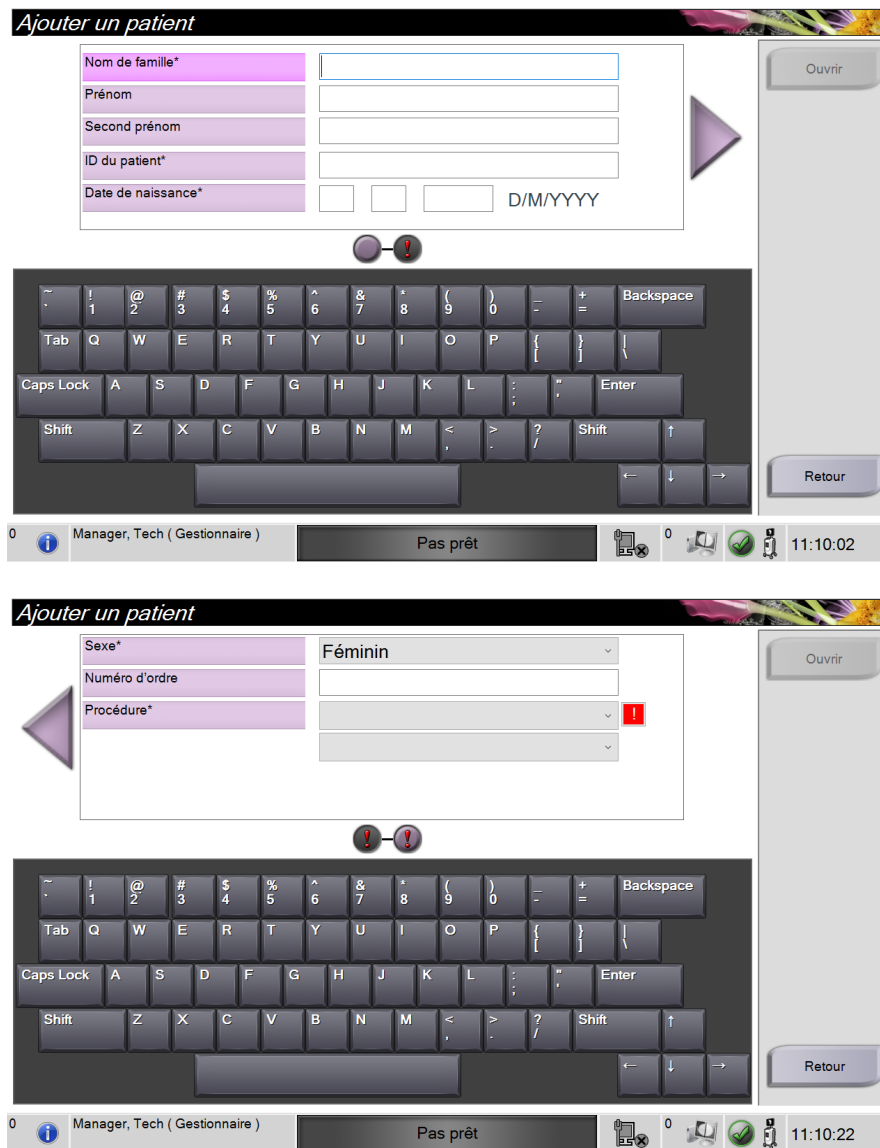 Ajouter un patient
Nom de famille*
Ouvrir
Prénom
Second prénom
ID du patient*
Date de naissance* D/M/YYYY
~ ! @ # $ % ^ & * ( ) _ + Backspace
` 1 2 3 4 5 6 7 8 9 0 - =
Tab Q W E R T Y U I O P { } |
[ ] \
Caps Lock A S D F G H J K L : " Enter
; '
Shift Z X C V B N M < > ? Shift ↑
, . /
← ↓ →
Retour
0 Manager, Tech ( Gestionnaire ) Pas prêt 0 11:10:02
Ajouter un patient
Sexe* Féminin
Ouvrir
Numéro d'ordre
Procédure* !
~ ! @ # $ % ^ & * ( ) _ + Backspace
` 1 2 3 4 5 6 7 8 9 0 - =
Tab Q W E R T Y U I O P { } |
[ ] \
Caps Lock A S D F G H J K L : " Enter
; '
Shift Z X C V B N M < > ? Shift ↑
, . /
← ↓ →
Retour
0 Manager, Tech ( Gestionnaire ) Pas prêt 0 11:10:22